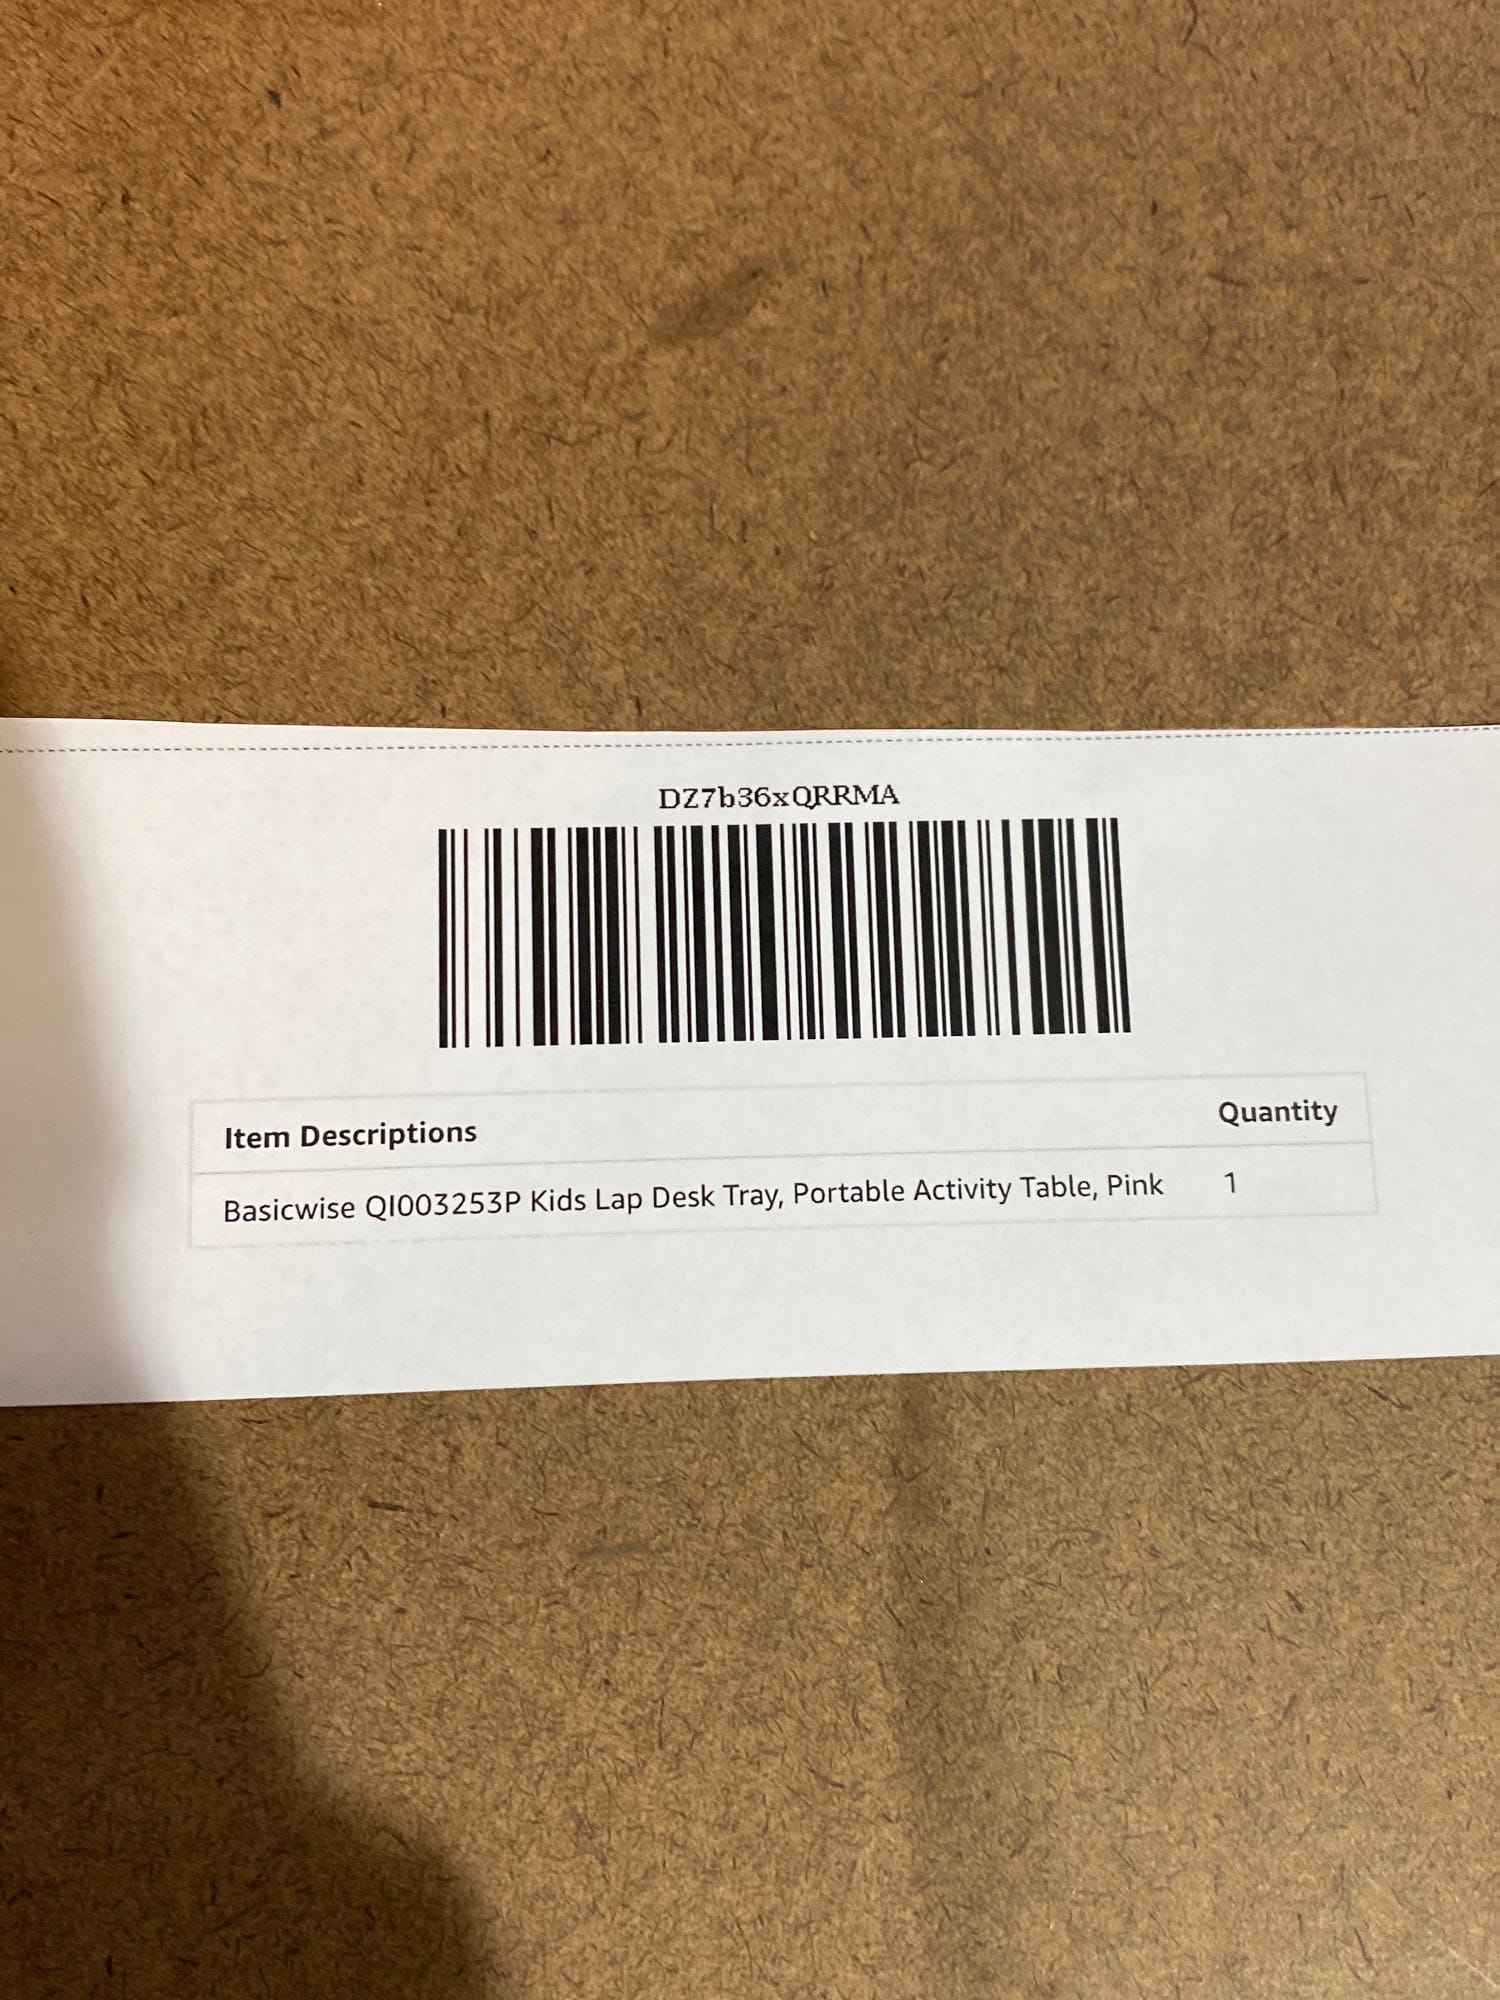 DZ7b36xQRRMA
Item Descriptions Quantity
Basicwise QI003253P Kids Lap Desk Tray, Portable Activity Table, Pink 1